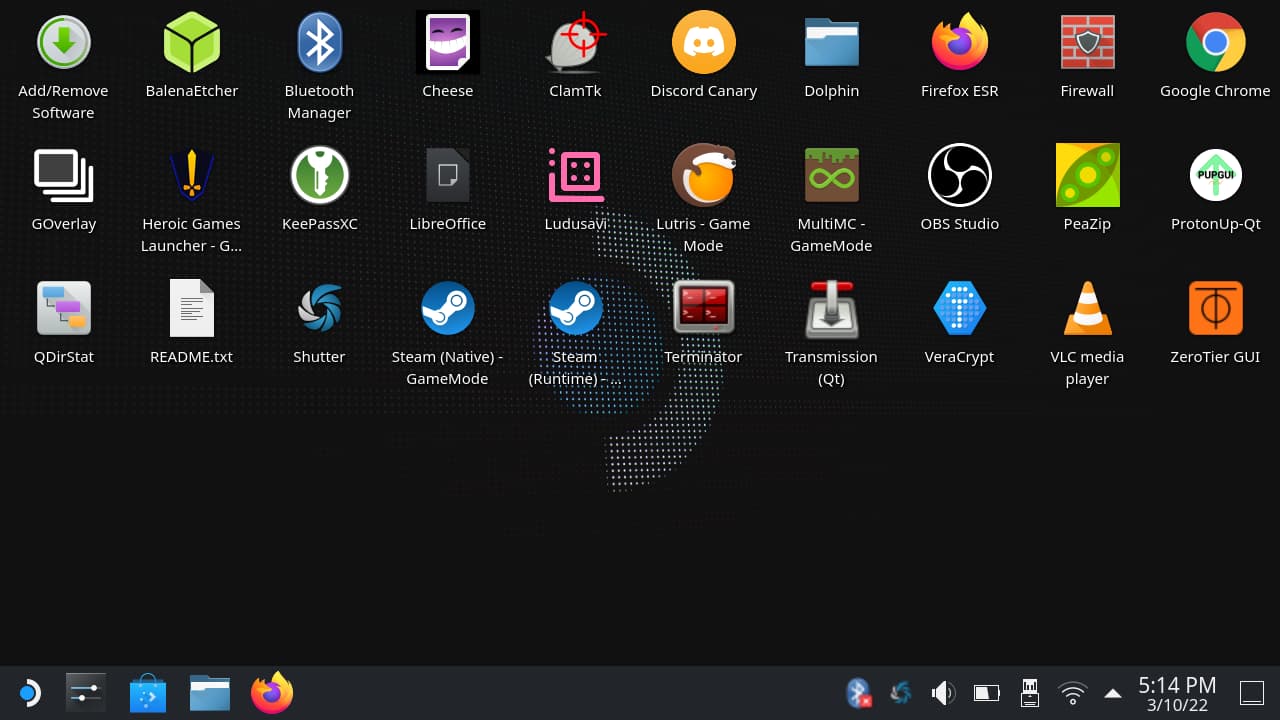 Add/Remove
Software
BalenaEtcher
Bluetooth
Manager
Cheese
ClamTk
Discord Canary
Dolphin
Firefox ESR
Firewall
Google Chrome
GOverlay
Heroic Games
Launcher - G...
KeePassXC
LibreOffice
Ludusavi
Lutris - Game
Mode
MultiMC -
GameMode
OBS Studio
PeaZip
PUPGUI
ProtonUp-Qt
QDirStat
README.txt
Shutter
Steam (Native) -
GameMode
Steam
(Runtime) - ...
Terminator
Transmission
(Qt)
VeraCrypt
VLC media
player
ZeroTier GUI
5:14 PM
3/10/22